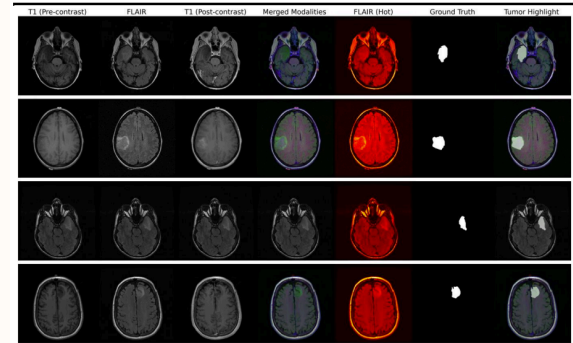 T1 (Pre-contrast) FLAIR T1 (Post-contrast) Merged Modalities FLAIR (Hot) Ground Truth Tumor Highlight